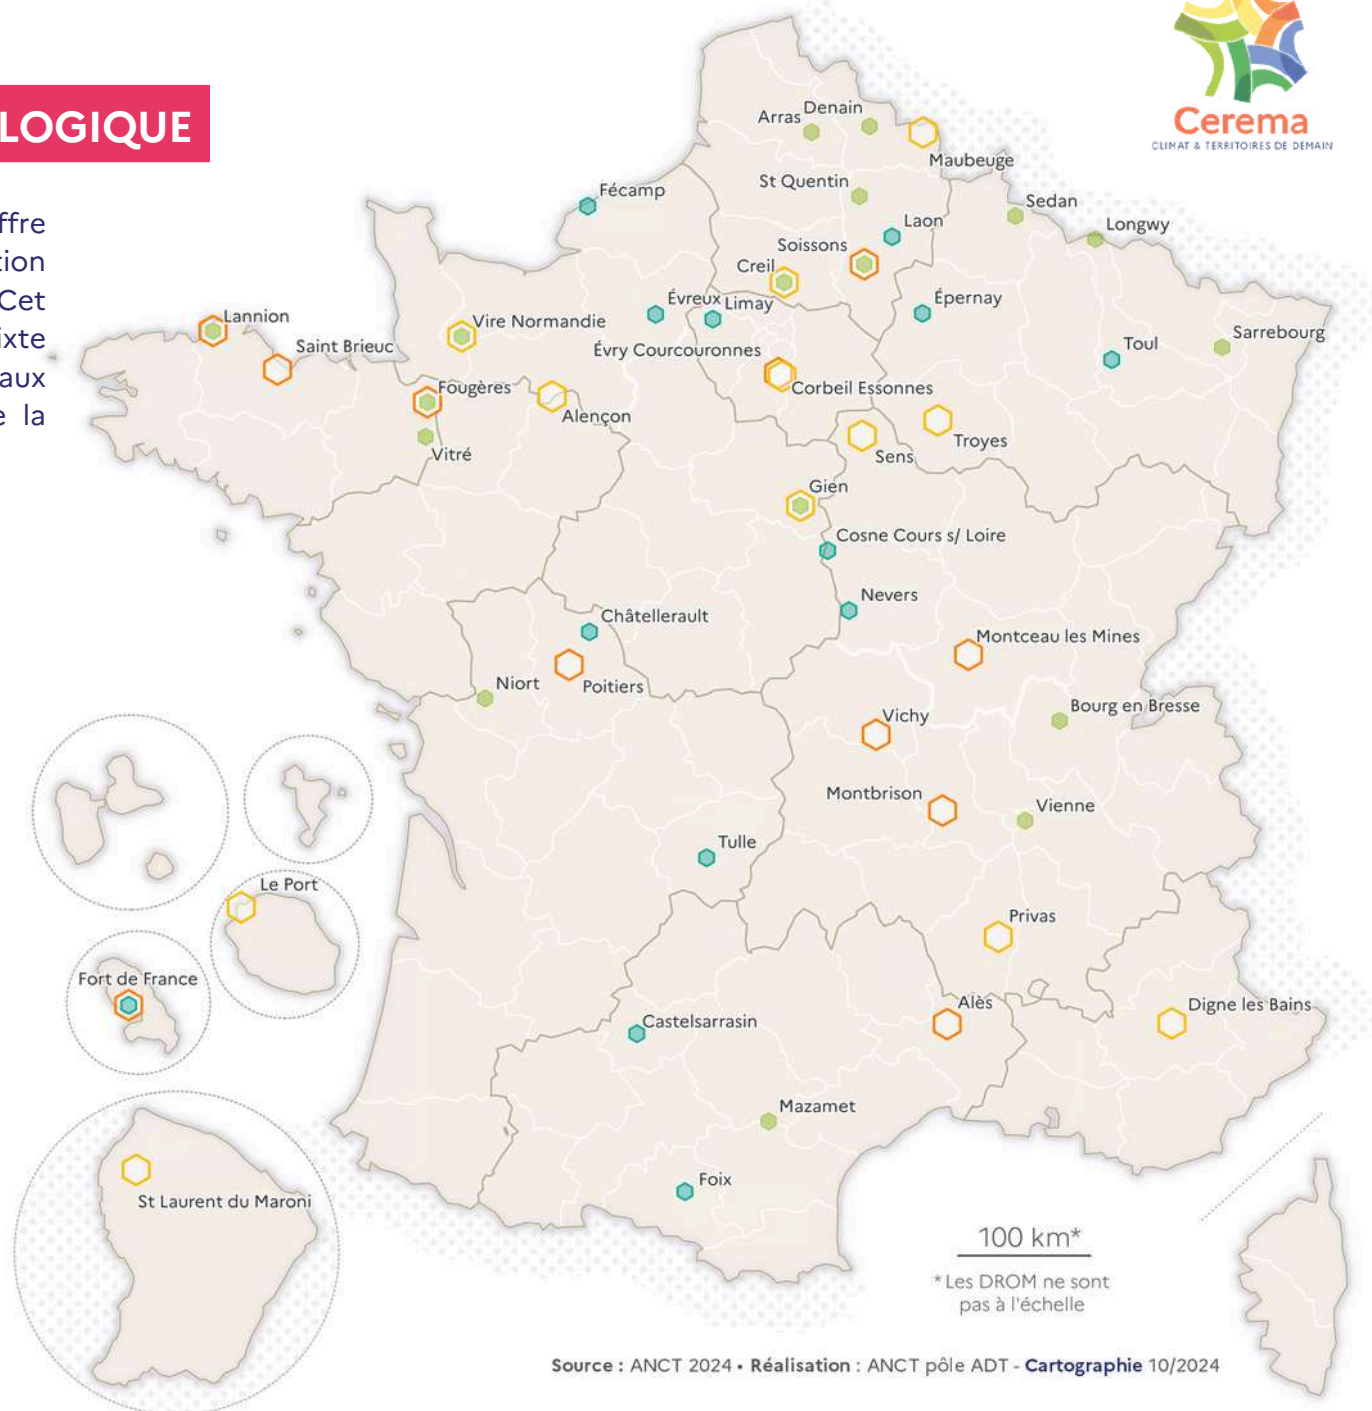 LOGIQUE
Cerema
CLIMAT & TERRITOIRES DE DEMAIN
ffre
tion
Cet
ixte
aux
e la
Arras
Denain
Maubeuge
St Quentin
Fécamp
Sedan
Laon
Longwy
Soissons
Creil
Évreux
Limay
Épernay
Lannion
Vire Normandie
Saint Brieuc
Évry Courcouronnes
Toul
Sarrebourg
Fougères
Corbeil Essonnes
Alençon
Troyes
Vitré
Sens
Gien
Cosne Cours s/ Loire
Nevers
Châtellerault
Montceau les Mines
Niort
Poitiers
Bourg en Bresse
Vichy
Montbrison
Vienne
Tulle
Le Port
Privas
Fort de France
Alès
Digne les Bains
Castelsarrasin
Mazamet
Foix
St Laurent du Maroni
100 km*
*Les DROM ne sont
pas à l'échelle
Source : ANCT 2024 • Réalisation : ANCT pôle ADT - Cartographie 10/2024